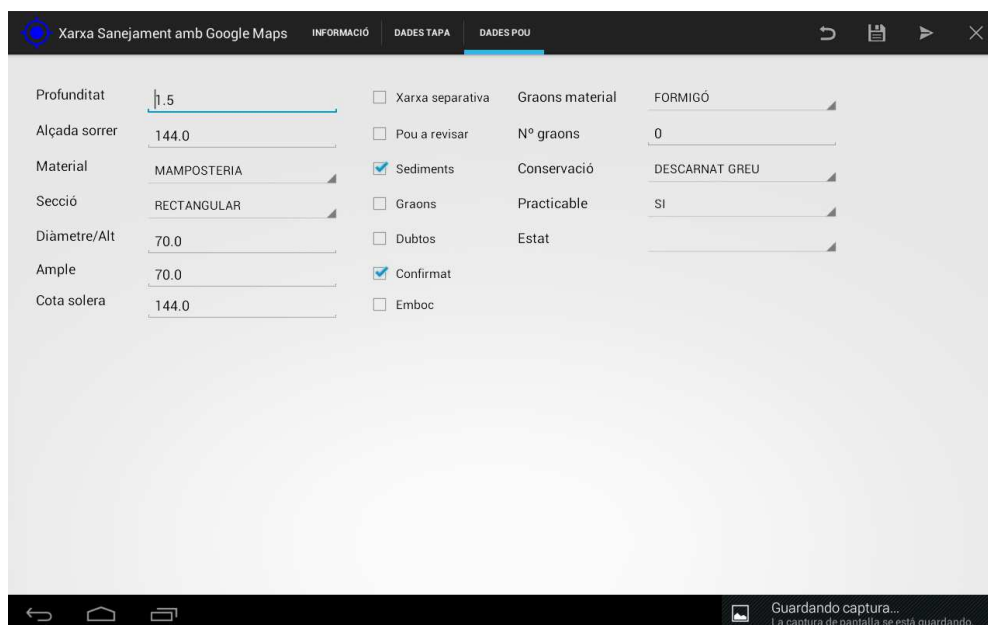 Xarxa Sanejament amb Google Maps INFORMACIÓ DADES TAPA DADES POU
Profunditat 1.5
Alçada sorrer 144.0
Material MAMPOSTERIA
Secció RECTANGULAR
Diàmetre/Alt 70.0
Ample 70.0
Cota solera 144.0
Xarxa separativa
Pou a revisar
Sediments
Graons
Dubtos
Confirmat
Emboc
Graons material FORMIGÓ
Nº graons 0
Conservació DESCARNAT GREU
Practicable SI
Estat
Guardando captura...
La captura de pantalla se está guardando.